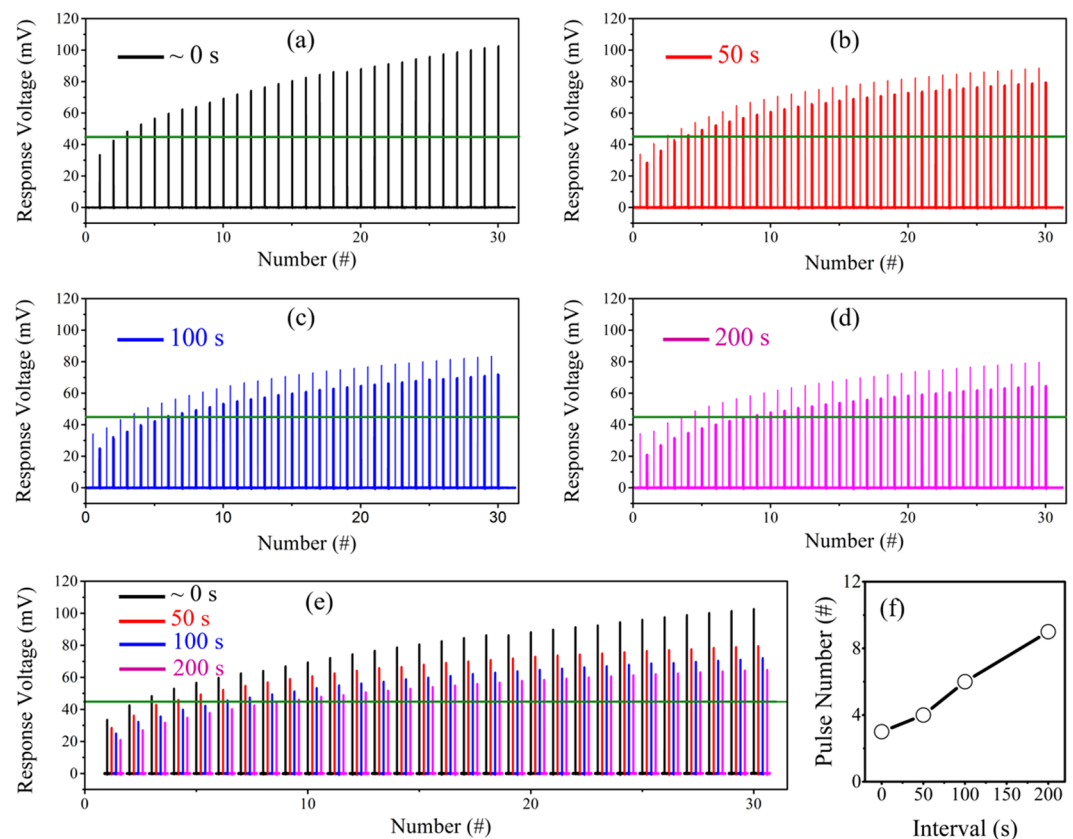 120
100
80
60
40
20
0
Response Voltage (mV)
(a)
~ 0 s
0 10 20 30
Number (#)
120
100
80
60
40
20
0
Response Voltage (mV)
(b)
50 s
0 10 20 30
Number (#)
120
100
80
60
40
20
0
Response Voltage (mV)
(c)
100 s
0 10 20 30
Number (#)
120
100
80
60
40
20
0
Response Voltage (mV)
(d)
200 s
0 10 20 30
Number (#)
120
100
80
60
40
20
0
Response Voltage (mV)
(e)
~ 0 s
50 s
100 s
200 s
0 10 20 30
Number (#)
12
8
4
0
Pulse Number (#)
(f)
0 50 100 150 200
Interval (s)